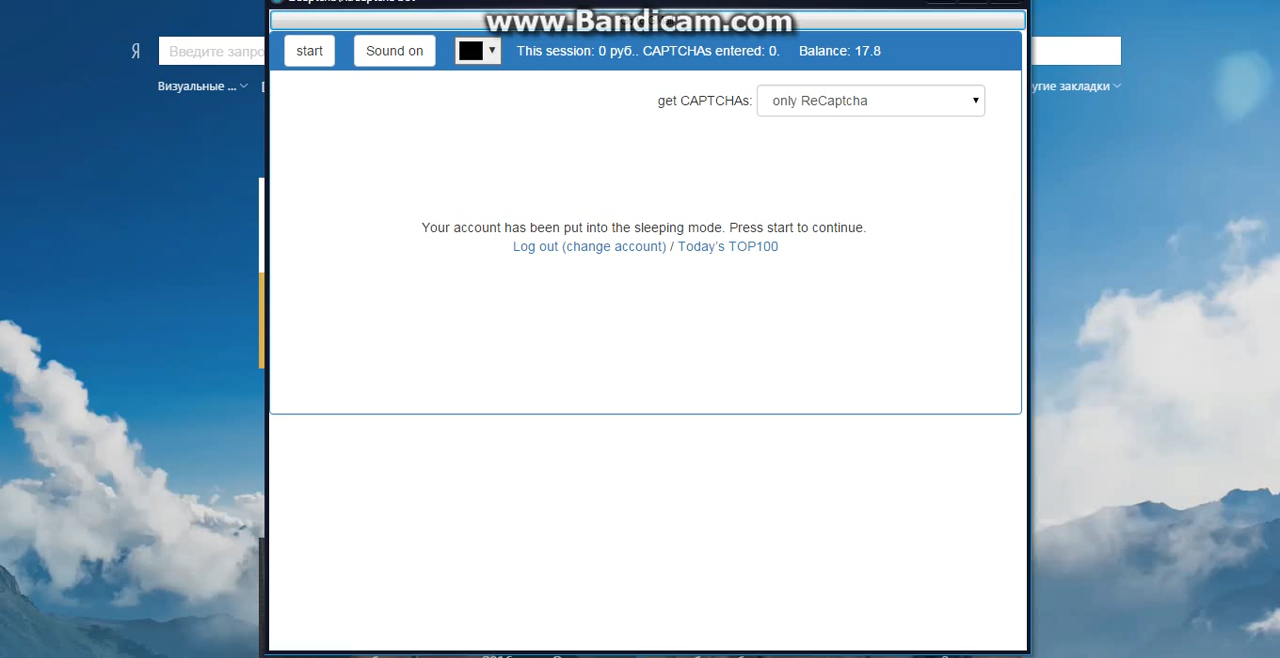 www.Bandicam.com
start
Sound on
This session: 0 руб.. CAPTCHAs entered: 0. Balance: 17.8
Я
Введите запро
Визуальные ...
угие закладки
get CAPTCHAs: only ReCaptcha
Your account has been put into the sleeping mode. Press start to continue.
Log out (change account) / Today's TOP100